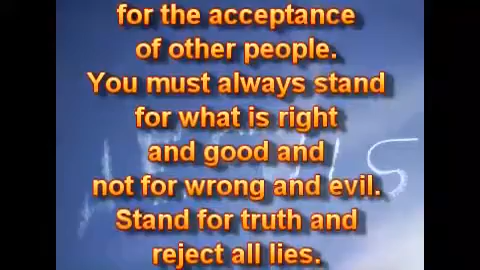 for the acceptance
of other people.
You must always stand
for what is right
and good and
not for wrong and evil.
Stand for truth and
reject all lies.